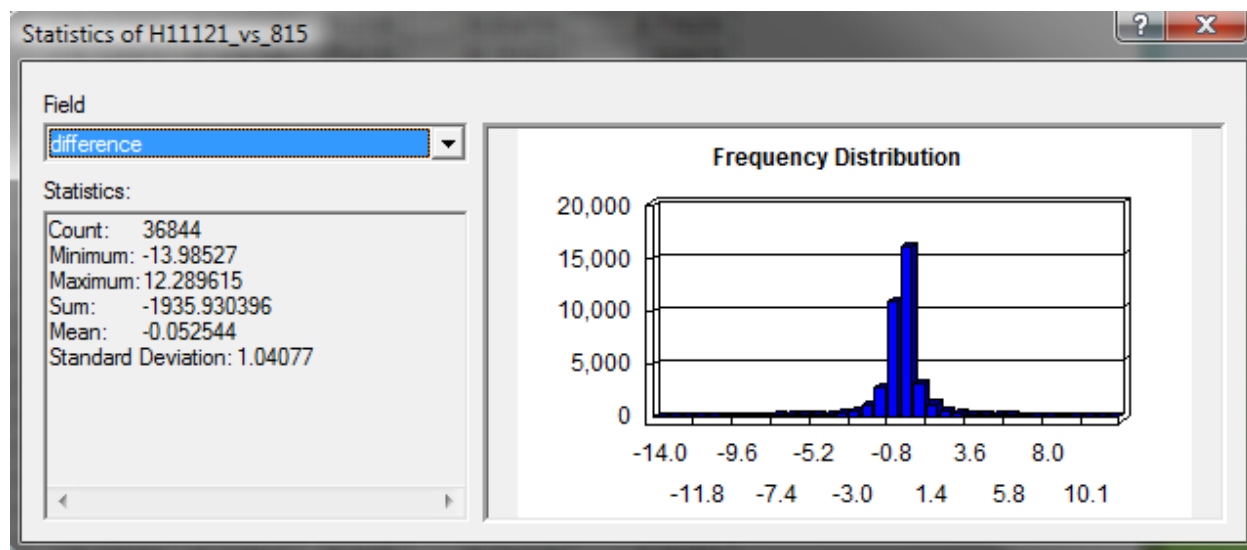 Statistics of H11121_vs_815
? X
Field
difference
Statistics:
Count: 36844
Minimum: -13.98527
Maximum: 12.289615
Sum: -1935.930396
Mean: -0.052544
Standard Deviation: 1.04077
Frequency Distribution
20,000
15,000
10,000
5,000
0
-14.0 -9.6 -5.2 -0.8 3.6 8.0
-11.8 -7.4 -3.0 1.4 5.8 10.1